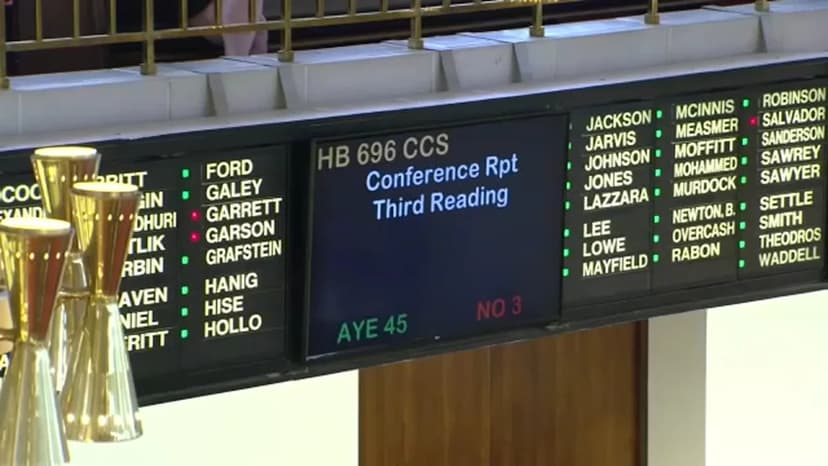 FORD
GALEY
GARRETT
GARSON
GRAFSTEIN
HANIG
HISE
HOLLO
HB 696 CCS
Conference Rpt
Third Reading
AYE 45
NO 3
JACKSON
JARVIS
JOHNSON
JONES
LAZZARA
LEE
LOWE
MAYFIELD
MCINNIS
MEASMER
MOFFITT
MOHAMMED
MURDOCK
NEWTON, B.
OVERCASH
RABON
ROBINSON
SALVADOR
SANDERSON
SAWREY
SAWYER
SETTLE
SMITH
THEODROS
WADDELL